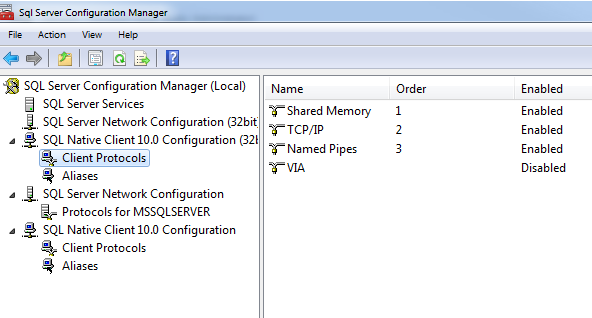 Sql Server Configuration Manager
File Action View Help
SQL Server Configuration Manager (Local)
SQL Server Services
SQL Server Network Configuration (32bit)
SQL Native Client 10.0 Configuration (32b
Client Protocols
Aliases
SQL Server Network Configuration
Protocols for MSSQLSERVER
SQL Native Client 10.0 Configuration
Client Protocols
Aliases
Name Order Enabled
Shared Memory 1 Enabled
TCP/IP 2 Enabled
Named Pipes 3 Enabled
VIA Disabled